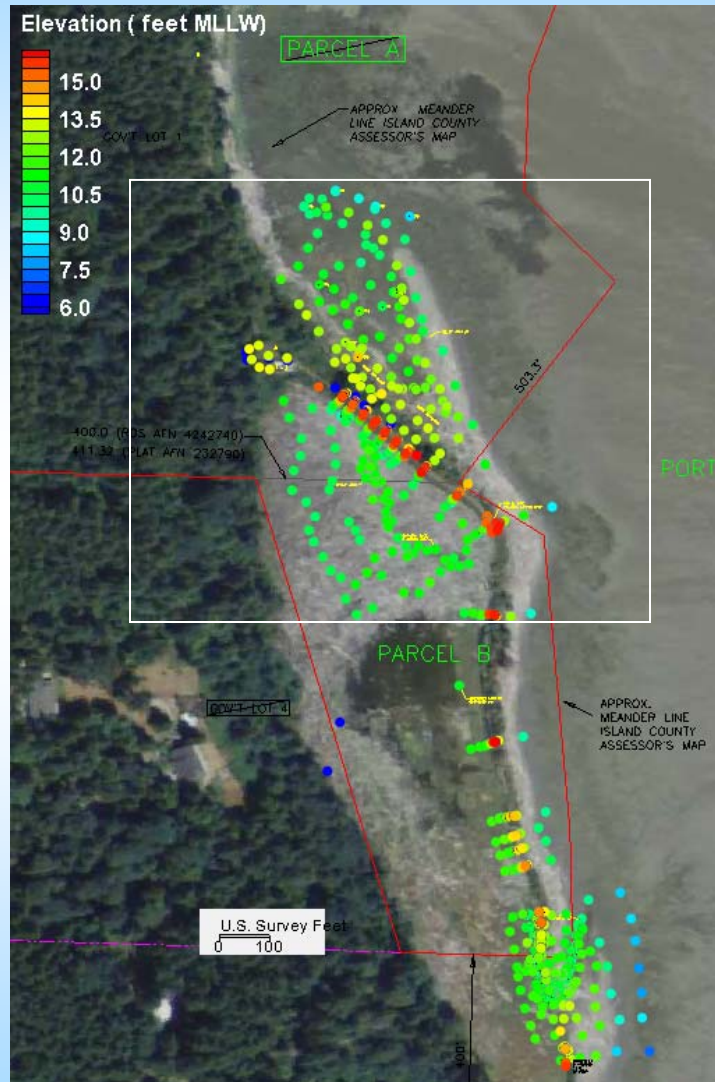 Elevation ( feet MLLW)
15.0
13.5
12.0
10.5
9.0
7.5
6.0
PARCEL A
APPROX. MEANDER
LINE ISLAND COUNTY
ASSESSOR'S MAP
GOV'T LOT 1
503.3'
400.0 (ROS AFN 4242740)
411.32 (PLAT AFN 232790)
PORT
PARCEL B
GOV'T LOT 4
APPROX.
MEANDER LINE
ISLAND COUNTY
ASSESSOR'S MAP
U.S. Survey Feet
0 100
400'